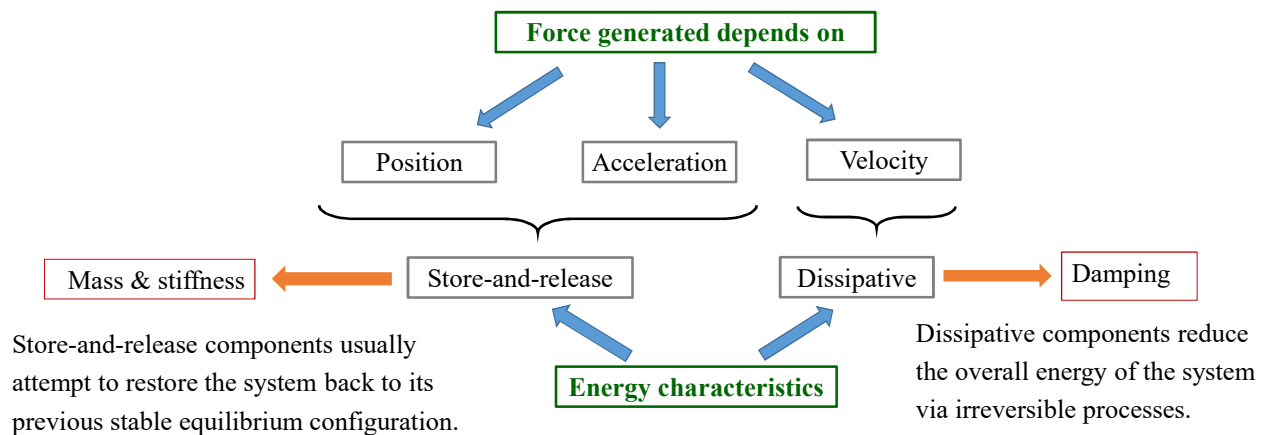 Force generated depends on
Position
Acceleration
Velocity
Mass & stiffness
Store-and-release
Dissipative
Damping
Store-and-release components usually
attempt to restore the system back to its
previous stable equilibrium configuration.
Energy characteristics
Dissipative components reduce
the overall energy of the system
via irreversible processes.